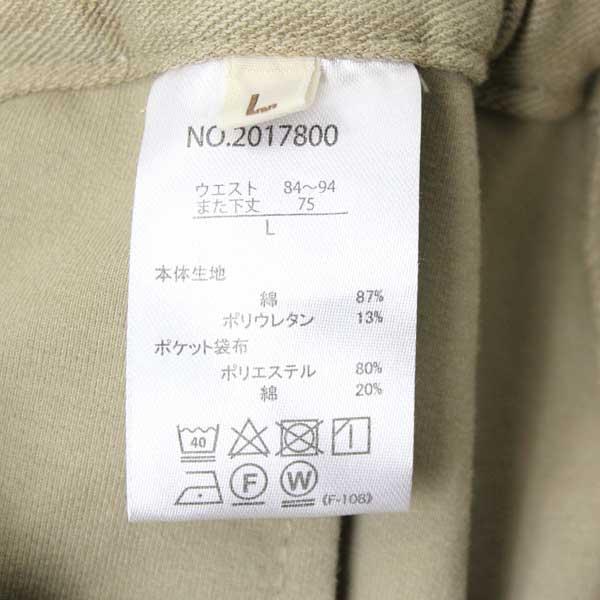 L
NO.2017800
ウエスト 84～94
また下丈 75
L
本体生地
綿 87%
ポリウレタン 13%
ポケット袋布
ポリエステル 80%
綿 20%
40
F W
《F-108》